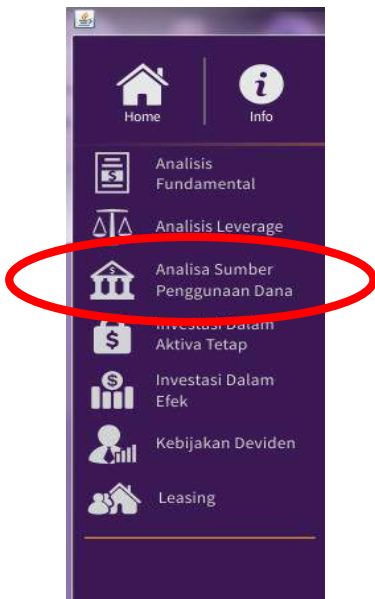 Home
Info
Analisis
Fundamental
Analisis Leverage
Analisa Sumber
Penggunaan Dana
Investasi Dalam
Aktiva Tetap
Investasi Dalam
Efek
Kebijakan Deviden
Leasing